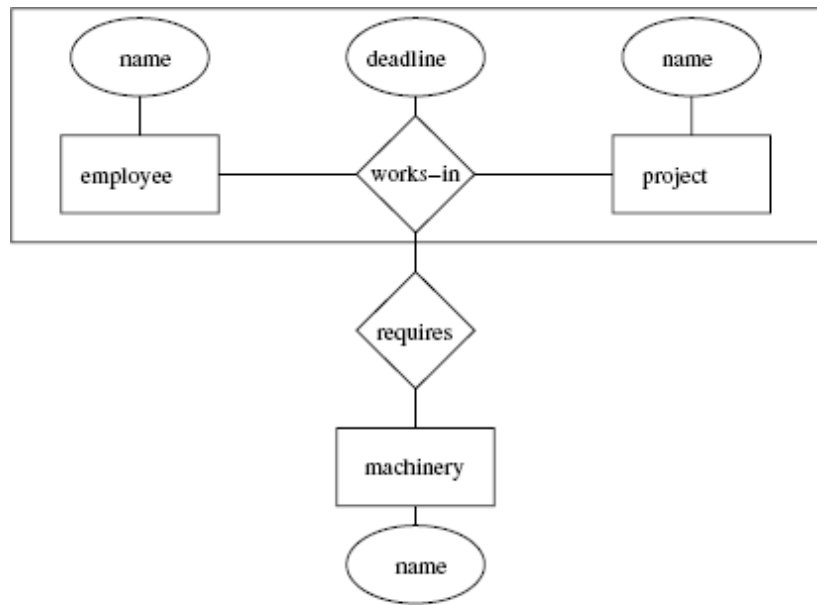 name
deadline
name
employee
works-in
project
requires
machinery
name